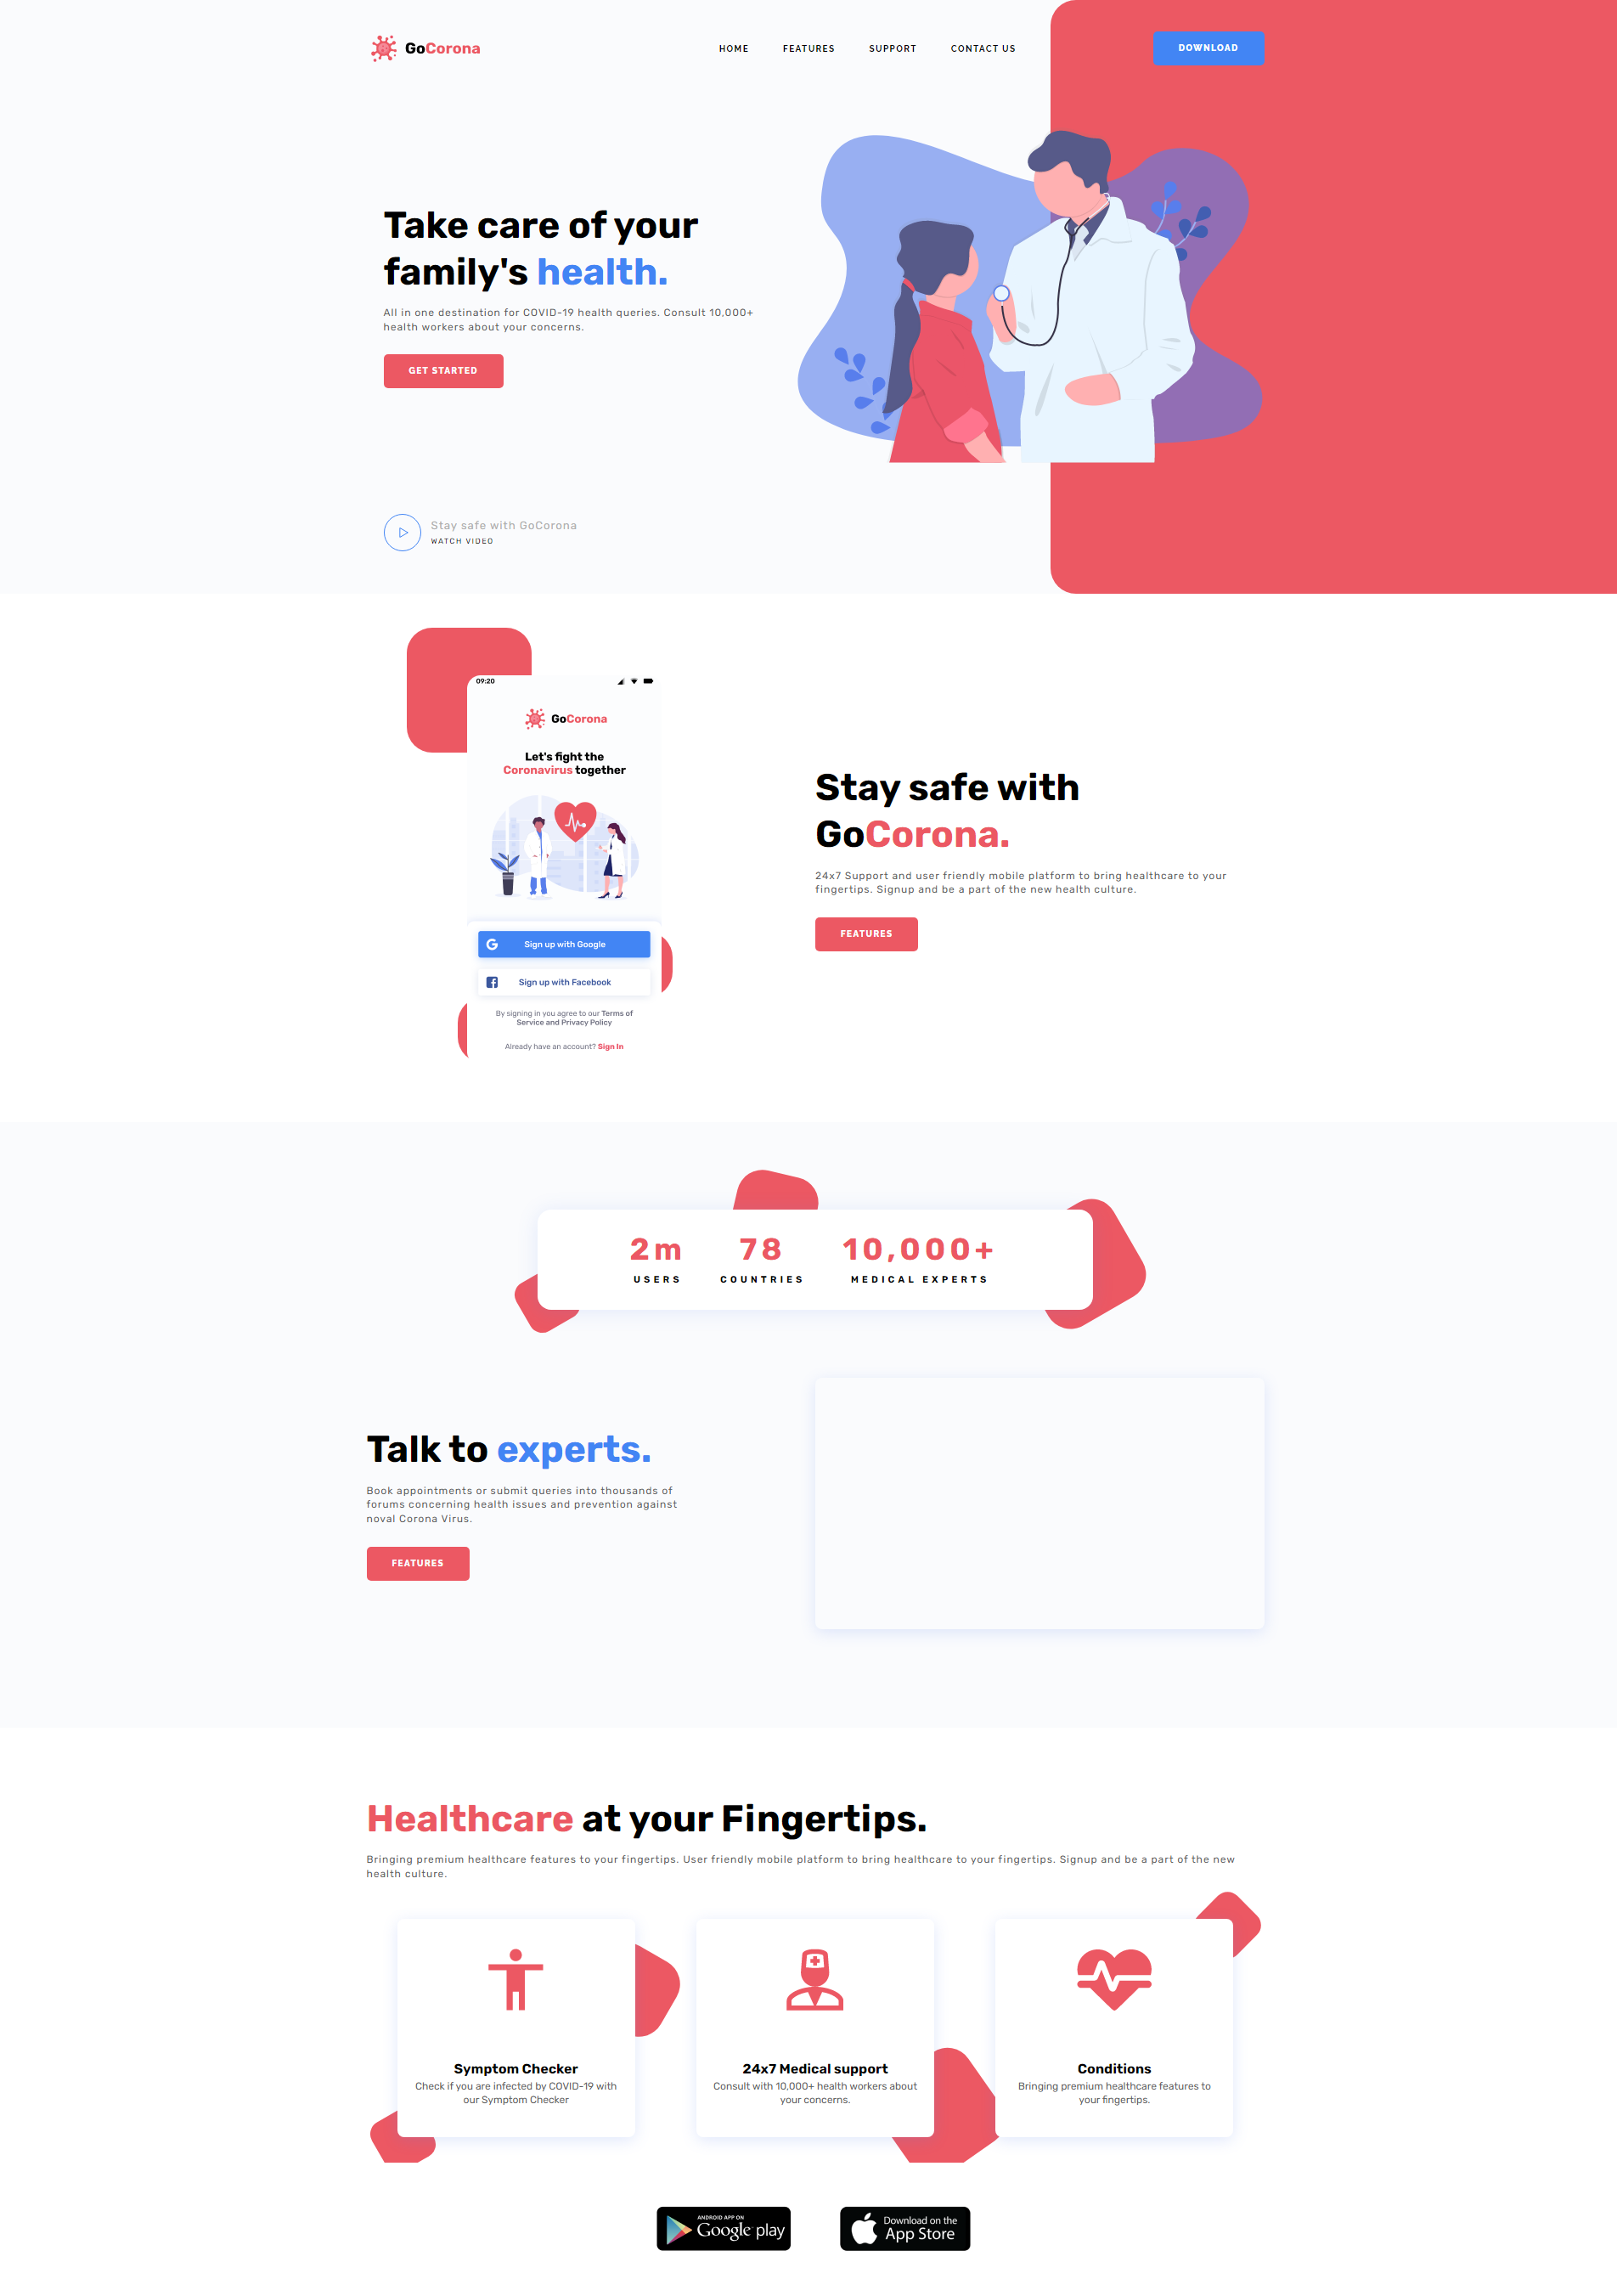 GoCorona
HOME FEATURES SUPPORT CONTACT US
DOWNLOAD
Take care of your
family's health.
All in one destination for COVID-19 health queries. Consult 10,000+
health workers about your concerns.
GET STARTED
Stay safe with GoCorona
WATCH VIDEO
09:20
GoCorona
Let's fight the
Coronavirus together
Sign up with Google
Sign up with Facebook
By signing in you agree to our Terms of
Service and Privacy Policy
Already have an account? Sign In
Stay safe with
GoCorona.
24x7 Support and user friendly mobile platform to bring healthcare to your
fingertips. Signup and be a part of the new health culture.
FEATURES
2m
USERS
78
COUNTRIES
10,000+
MEDICAL EXPERTS
Talk to experts.
Book appointments or submit queries into thousands of
forums concerning health issues and prevention against
noval Corona Virus.
FEATURES
Healthcare at your Fingertips.
Bringing premium healthcare features to your fingertips. User friendly mobile platform to bring healthcare to your fingertips. Signup and be a part of the new
health culture.
Symptom Checker
Check if you are infected by COVID-19 with
our Symptom Checker
24x7 Medical support
Consult with 10,000+ health workers about
your concerns.
Conditions
Bringing premium healthcare features to
your fingertips.
ANDROID APP ON
Google play
Download on the
App Store